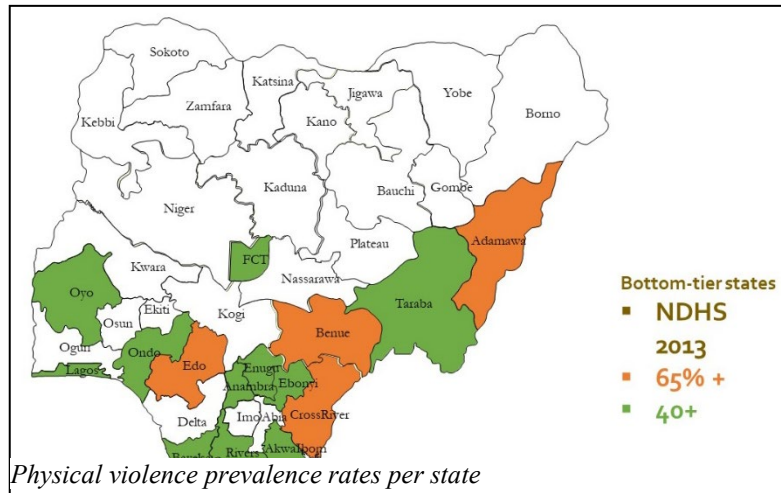 Sokoto
Katsina
Jigawa
Yobe
Borno
Zamfara
Kebbi
Kano
Kaduna
Bauchi
Gombe
Niger
Adamawa
Plateau
FCT
Kwara
Nassarawa
Taraba
Oyo
Ekiti
Kogi
Osun
Benue
Ogun
Ondo
Edo
Lagos
Enugu
Anambra
Ebonyi
Delta
Imo
Abia
CrossRiver
Rivers
Bottom-tier states
▪ NDHS
2013
▪ 65% +
▪ 40+
Physical violence prevalence rates per state